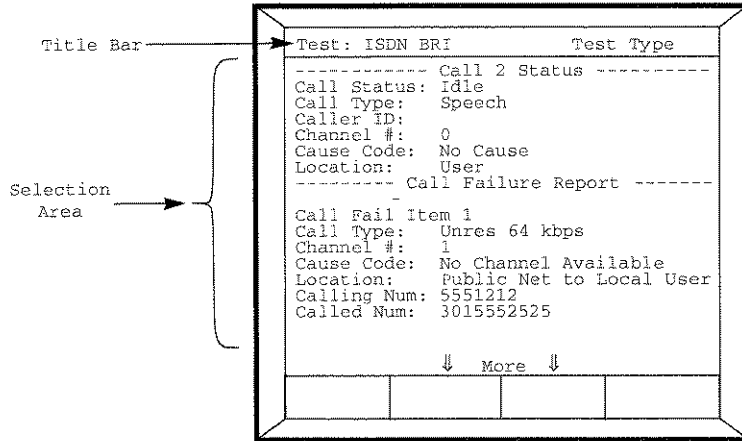 Title Bar
Test: ISDN BRI Test Type
------------ Call 2 Status ----------
Call Status: Idle
Call Type: Speech
Caller ID:
Channel #: 0
Cause Code: No Cause
Location: User
Selection
Area
--------- Call Failure Report -------
Call Fail Item 1
Call Type: Unres 64 kbps
Channel #: 1
Cause Code: No Channel Available
Location: Public Net to Local User
Calling Num: 5551212
Called Num: 3015552525
⇓ More ⇓